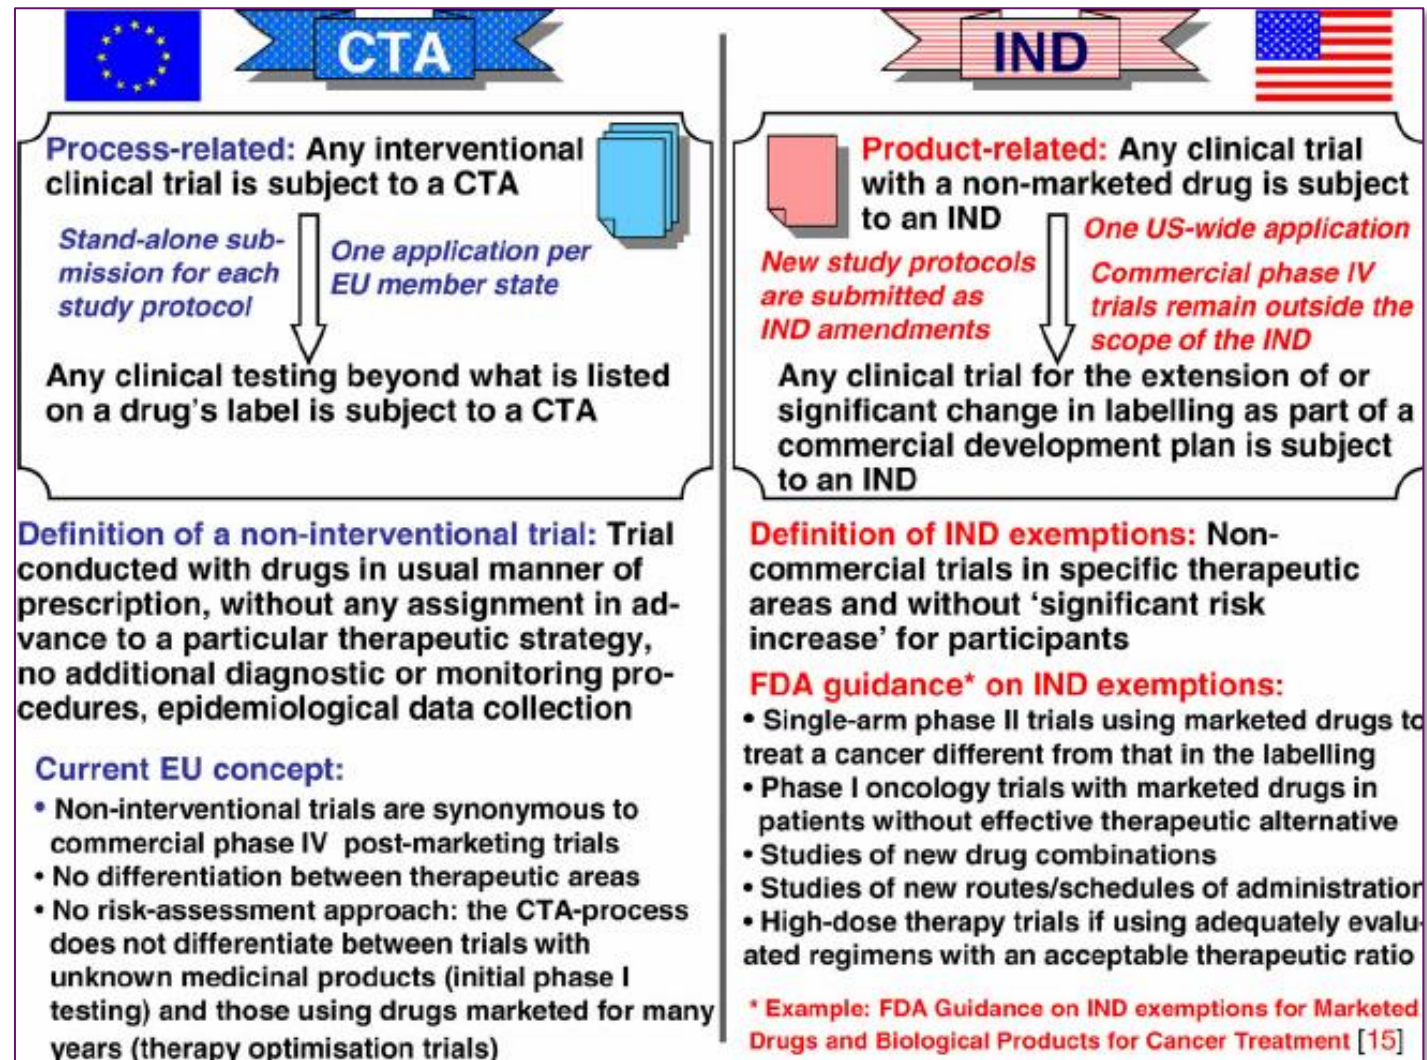 CTA
Process-related: Any interventional
clinical trial is subject to a CTA
Stand-alone sub-
mission for each
study protocol
One application per
EU member state
Any clinical testing beyond what is listed
on a drug's label is subject to a CTA
Definition of a non-interventional trial: Trial
conducted with drugs in usual manner of
prescription, without any assignment in ad-
vance to a particular therapeutic strategy,
no additional diagnostic or monitoring pro-
cedures, epidemiological data collection
Current EU concept:
• Non-interventional trials are synonymous to
commercial phase IV post-marketing trials
• No differentiation between therapeutic areas
• No risk-assessment approach: the CTA-process
does not differentiate between trials with
unknown medicinal products (initial phase I
testing) and those using drugs marketed for many
years (therapy optimisation trials)
IND
Product-related: Any clinical trial
with a non-marketed drug is subject
to an IND
New study protocols
are submitted as
IND amendments
One US-wide application
Commercial phase IV
trials remain outside the
scope of the IND
Any clinical trial for the extension of or
significant change in labelling as part of a
commercial development plan is subject
to an IND
Definition of IND exemptions: Non-
commercial trials in specific therapeutic
areas and without ‘significant risk
increase’ for participants
FDA guidance* on IND exemptions:
• Single-arm phase II trials using marketed drugs to
treat a cancer different from that in the labelling
• Phase I oncology trials with marketed drugs in
patients without effective therapeutic alternative
• Studies of new drug combinations
• Studies of new routes/schedules of administration
• High-dose therapy trials if using adequately evalu-
ated regimens with an acceptable therapeutic ratio
* Example: FDA Guidance on IND exemptions for Marketed
Drugs and Biological Products for Cancer Treatment [15]